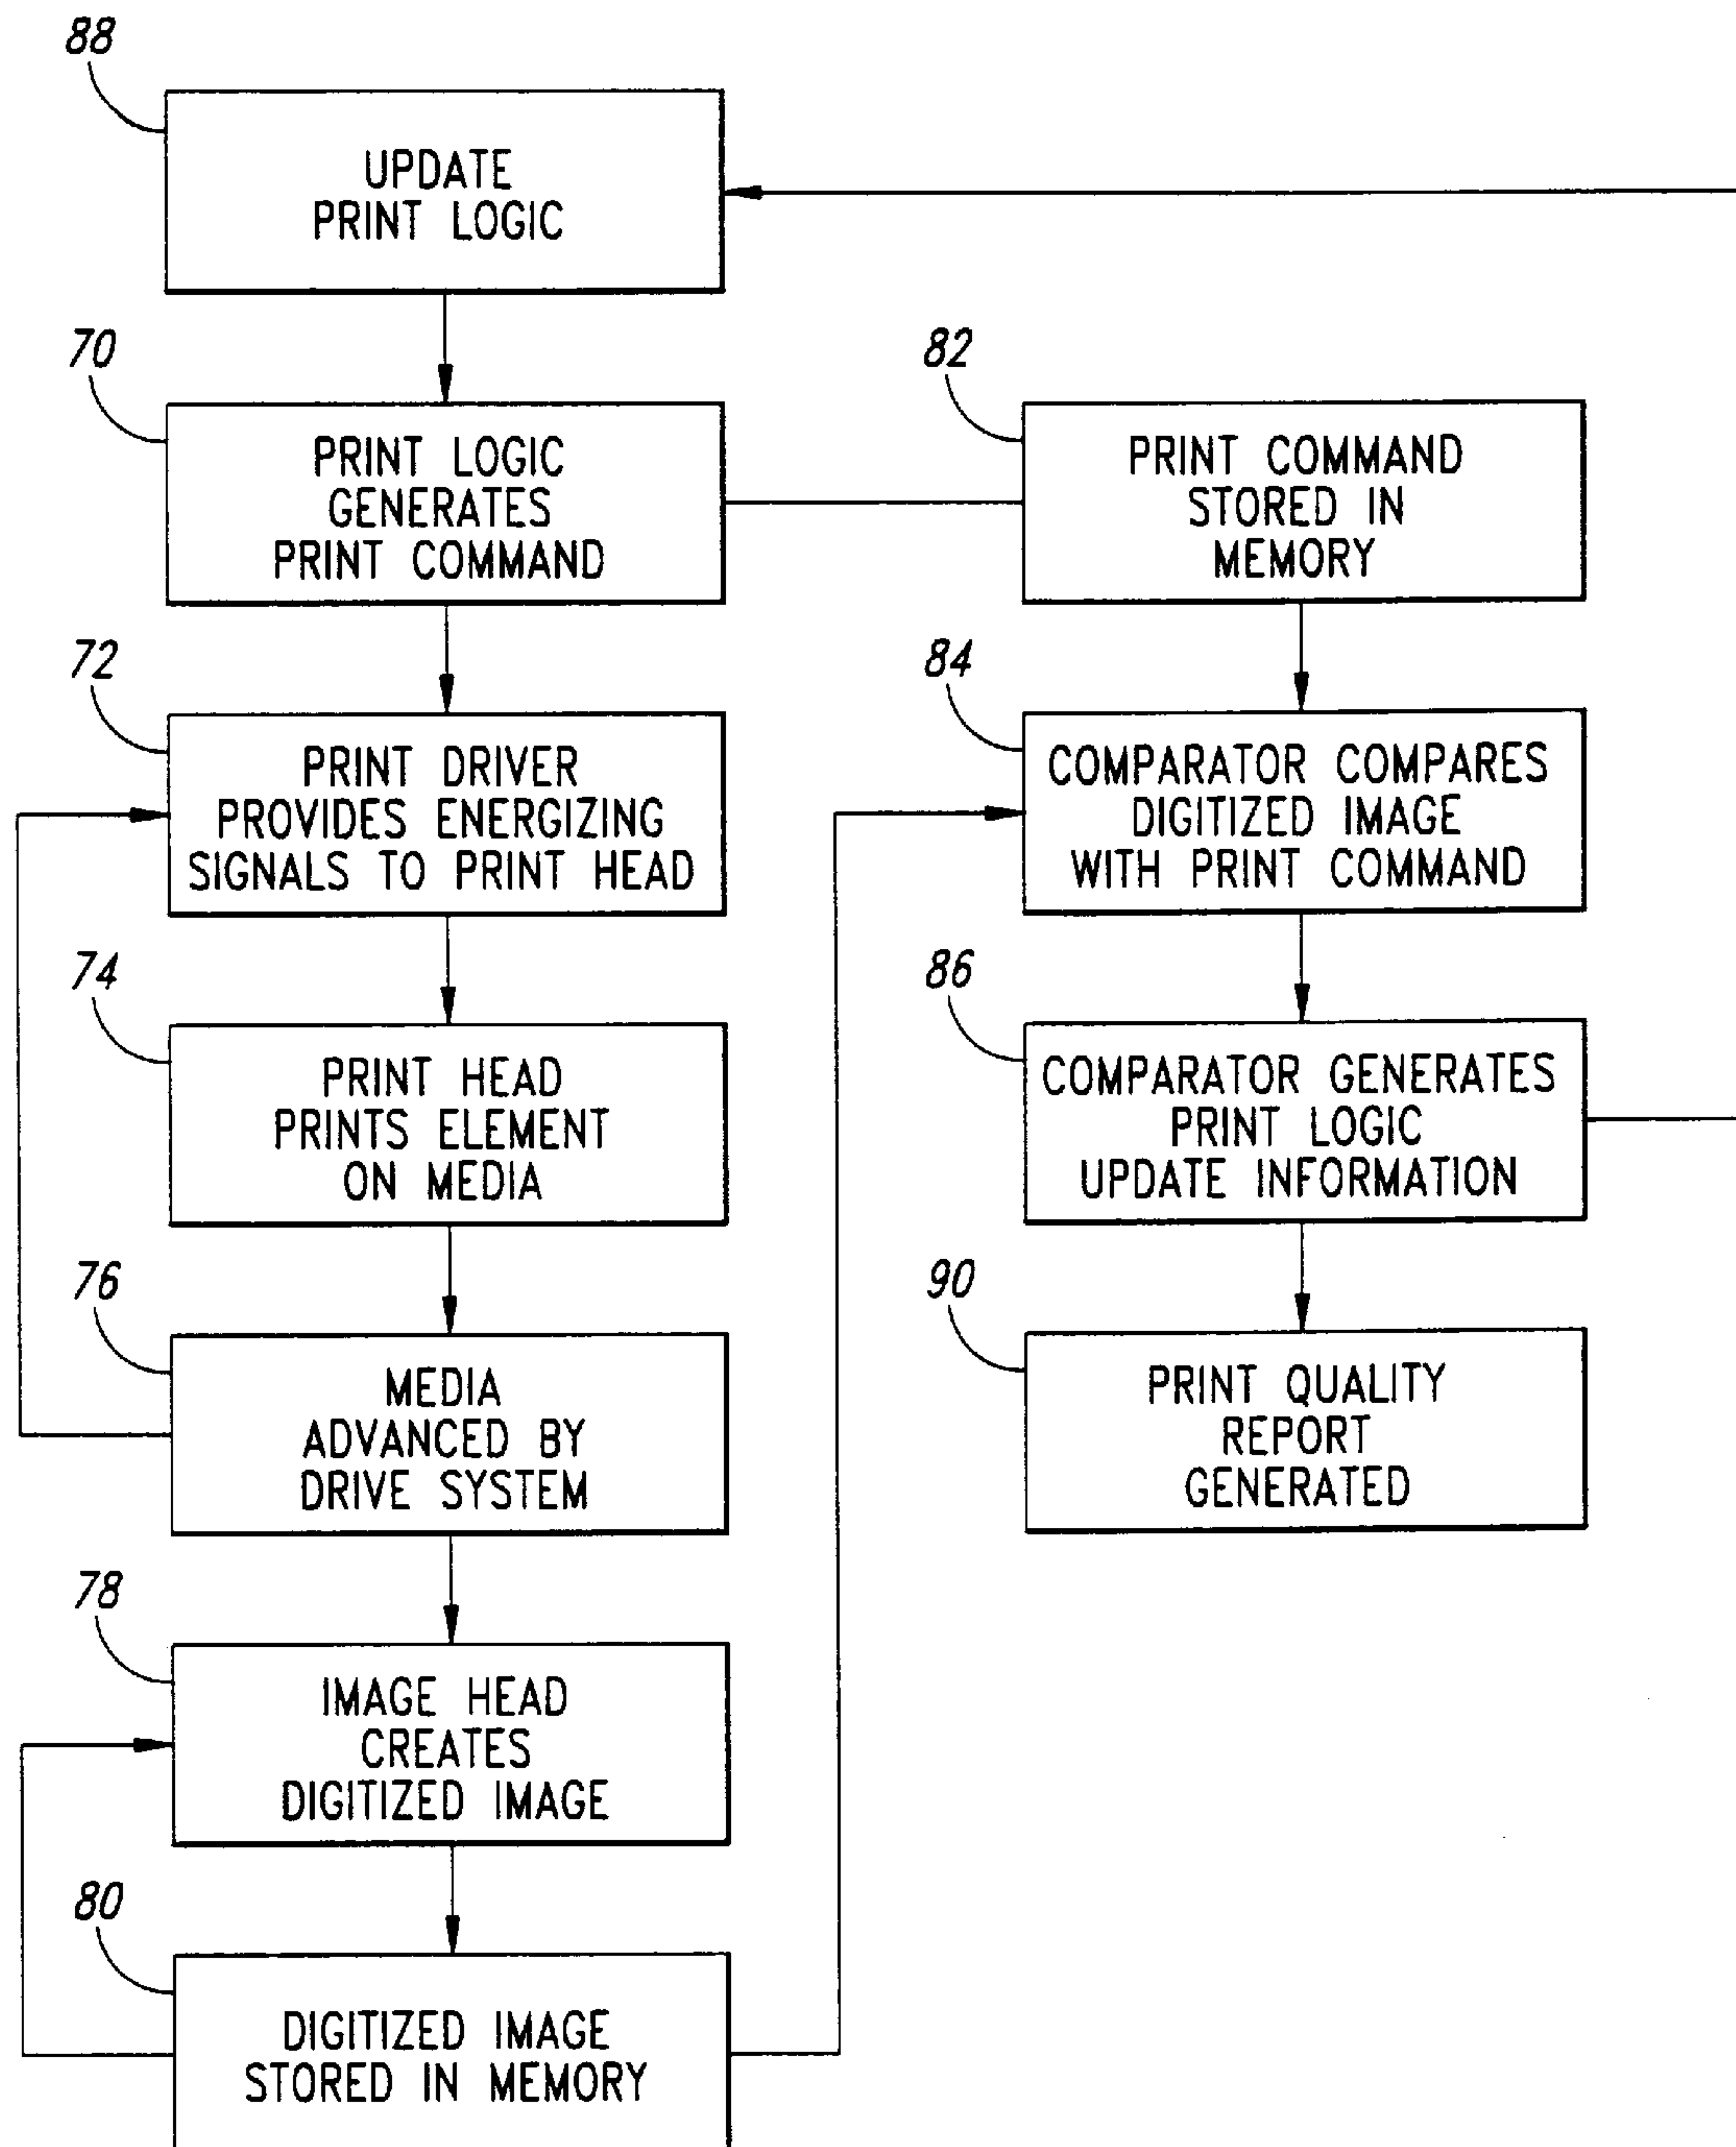 88
UPDATE
PRINT LOGIC
70
PRINT LOGIC
GENERATES
PRINT COMMAND
82
PRINT COMMAND
STORED IN
MEMORY
72
PRINT DRIVER
PROVIDES ENERGIZING
SIGNALS TO PRINT HEAD
84
COMPARATOR COMPARES
DIGITIZED IMAGE
WITH PRINT COMMAND
74
PRINT HEAD
PRINTS ELEMENT
ON MEDIA
86
COMPARATOR GENERATES
PRINT LOGIC
UPDATE INFORMATION
76
MEDIA
ADVANCED BY
DRIVE SYSTEM
90
PRINT QUALITY
REPORT
GENERATED
78
IMAGE HEAD
CREATES
DIGITIZED IMAGE
80
DIGITIZED IMAGE
STORED IN MEMORY